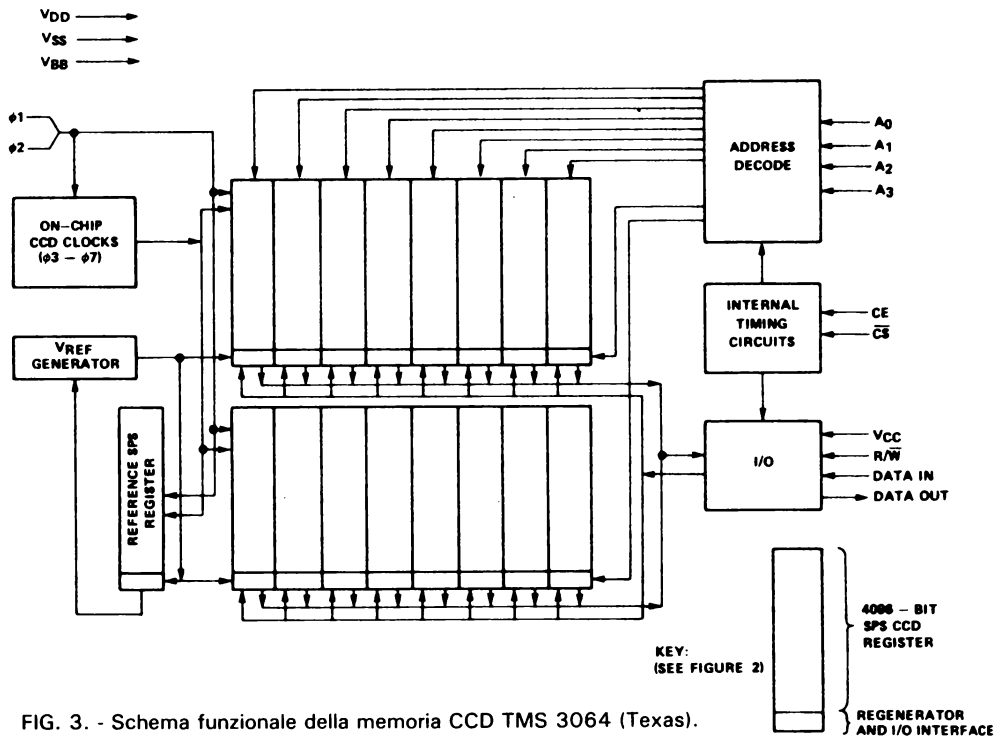 VDD
VSS
VBB
φ1
φ2
ON-CHIP
CCD CLOCKS
(φ3 – φ7)
VREF
GENERATOR
REFERENCE SPS
REGISTER
ADDRESS
DECODE
A0
A1
A2
A3
INTERNAL
TIMING
CIRCUITS
CE
C̅S̅
I/O
VCC
R/W̅
DATA IN
DATA OUT
KEY:
(SEE FIGURE 2)
4096 – BIT
SPS CCD
REGISTER
REGENERATOR
AND I/O INTERFACE
FIG. 3. - Schema funzionale della memoria CCD TMS 3064 (Texas).